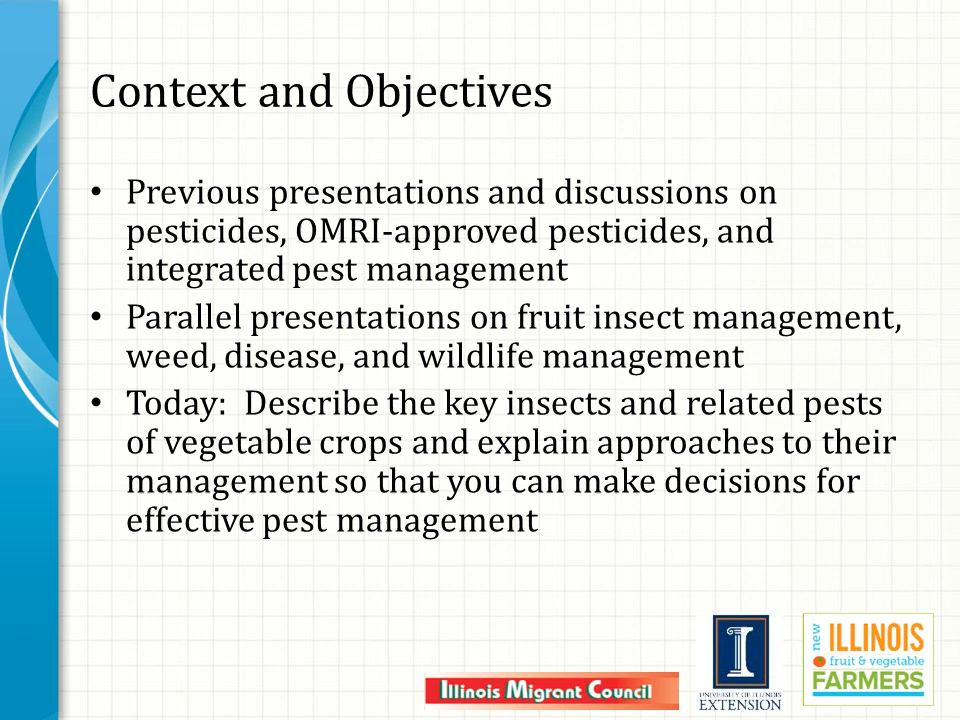 Context and Objectives
• Previous presentations and discussions on
pesticides, OMRI-approved pesticides, and
integrated pest management
• Parallel presentations on fruit insect management,
weed, disease, and wildlife management
• Today:  Describe the key insects and related pests
of vegetable crops and explain approaches to their
management so that you can make decisions for
effective pest management
Illinois Migrant Council
I
UNIVERSITY OF ILLINOIS
EXTENSION
new
ILLINOIS
fruit & vegetable
FARMERS